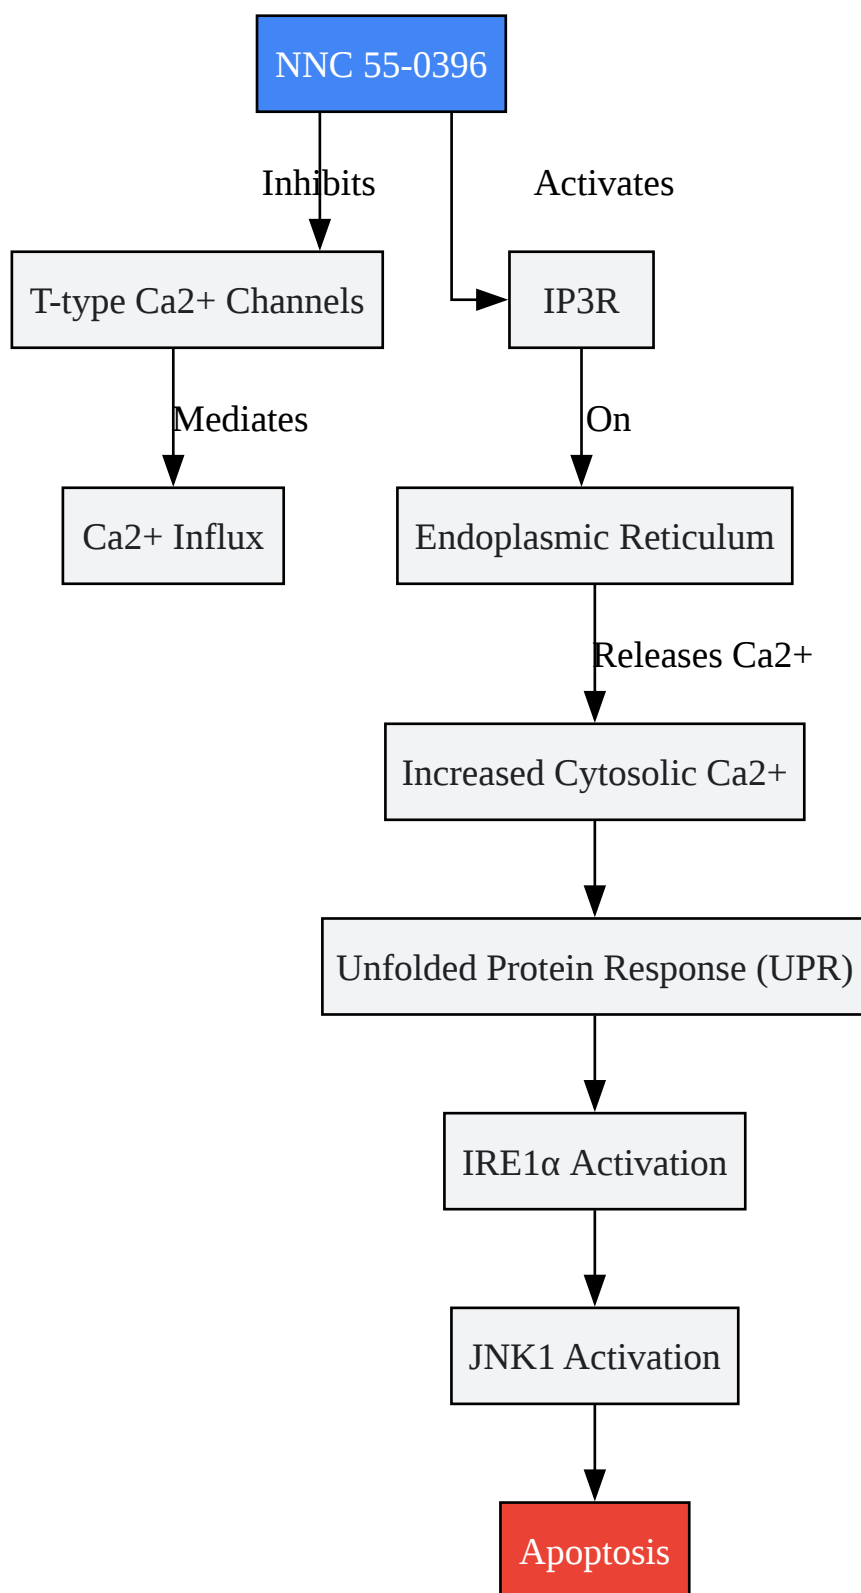 NNC 55-0396
Inhibits
Activates
T-type Ca2+ Channels
IP3R
Mediates
On
Ca2+ Influx
Endoplasmic Reticulum
Releases Ca2+
Increased Cytosolic Ca2+
Unfolded Protein Response (UPR)
IRE1α Activation
JNK1 Activation
Apoptosis